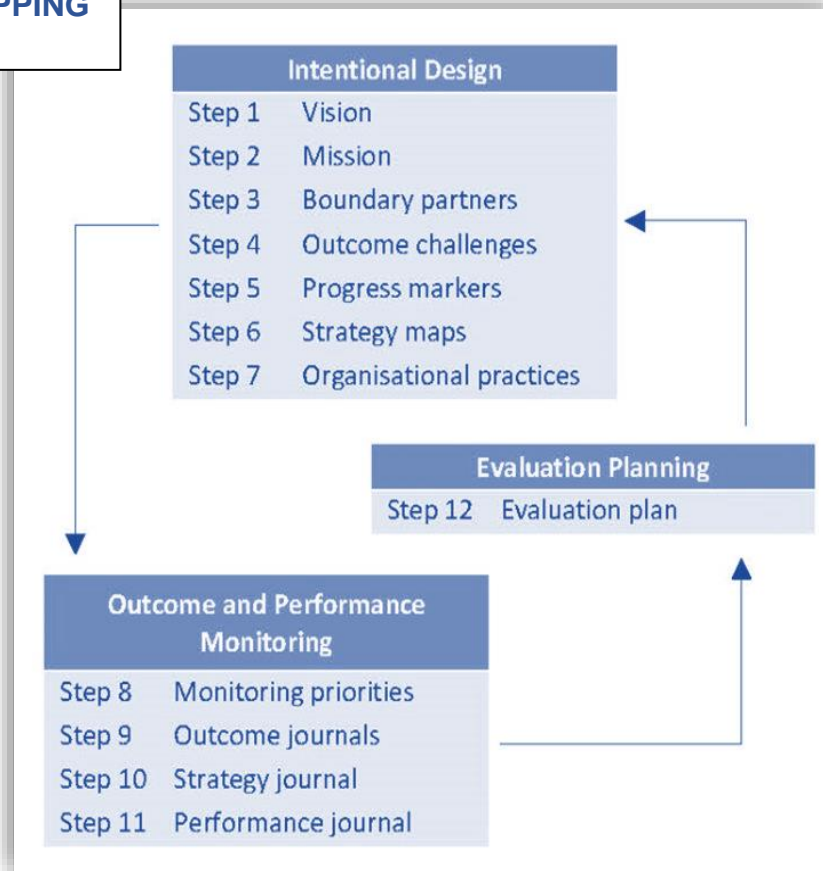 PPING
Intentional Design
Step 1 Vision
Step 2 Mission
Step 3 Boundary partners
Step 4 Outcome challenges
Step 5 Progress markers
Step 6 Strategy maps
Step 7 Organisational practices
Evaluation Planning
Step 12 Evaluation plan
Outcome and Performance
Monitoring
Step 8 Monitoring priorities
Step 9 Outcome journals
Step 10 Strategy journal
Step 11 Performance journal